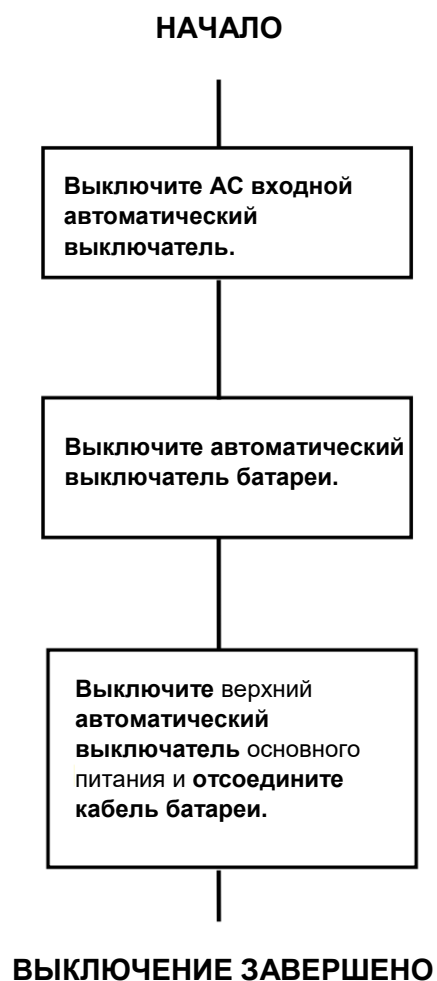 НАЧАЛО
Выключите АС входной
автоматический
выключатель.
Выключите автоматический
выключатель батареи.
Выключите верхний
автоматический
выключатель основного
питания и отсоедините
кабель батареи.
ВЫКЛЮЧЕНИЕ ЗАВЕРШЕНО